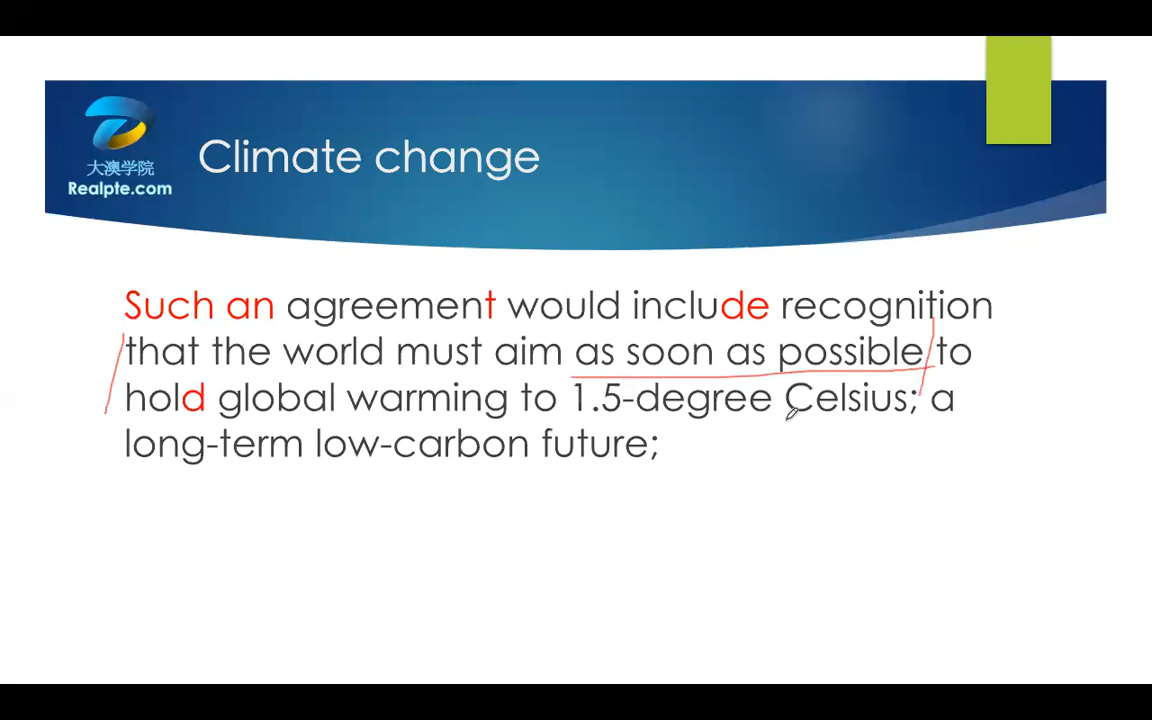 大澳学院
Realpte.com
Climate change
Such an agreement would include recognition
that the world must aim as soon as possible to
hold global warming to 1.5-degree Celsius; a
long-term low-carbon future;